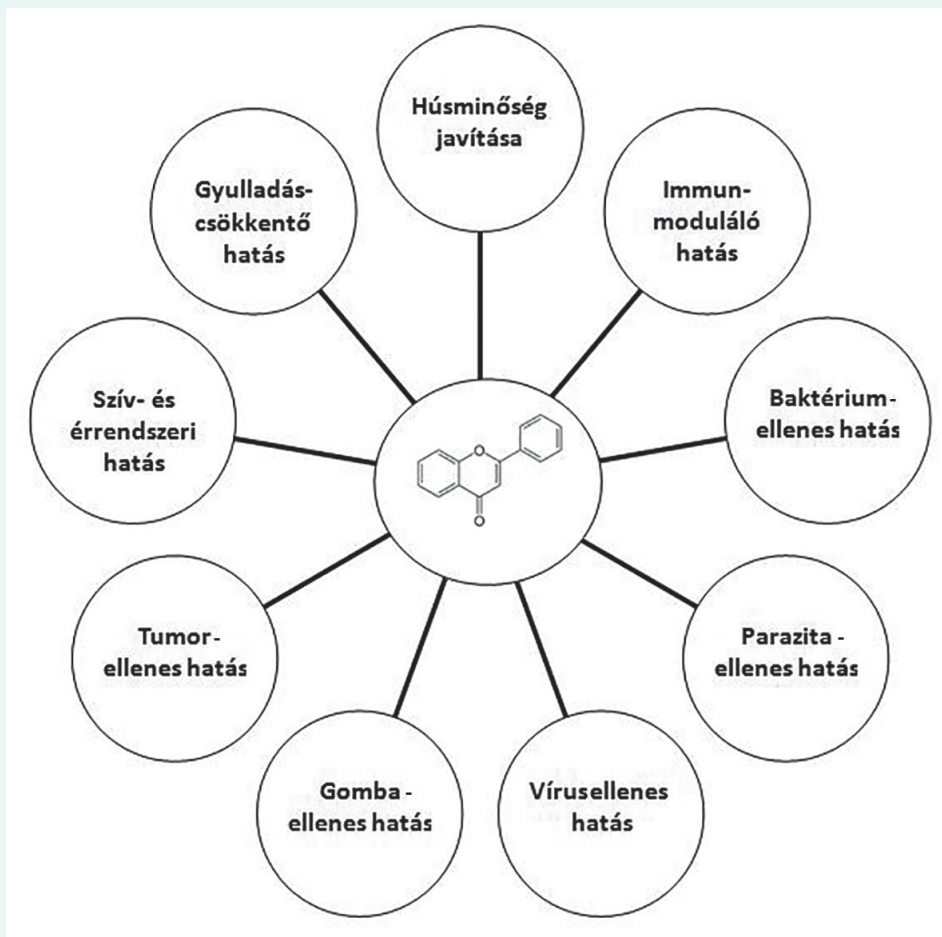 Húsminőség
javítása
Immun-
moduláló
hatás
Baktérium-
ellenes hatás
Parazita -
ellenes hatás
Vírusellenes
hatás
Gomba -
ellenes hatás
Tumor-
ellenes hatás
Szív- és
érrendszeri
hatás
Gyulladás-
csökkentő
hatás
O
O